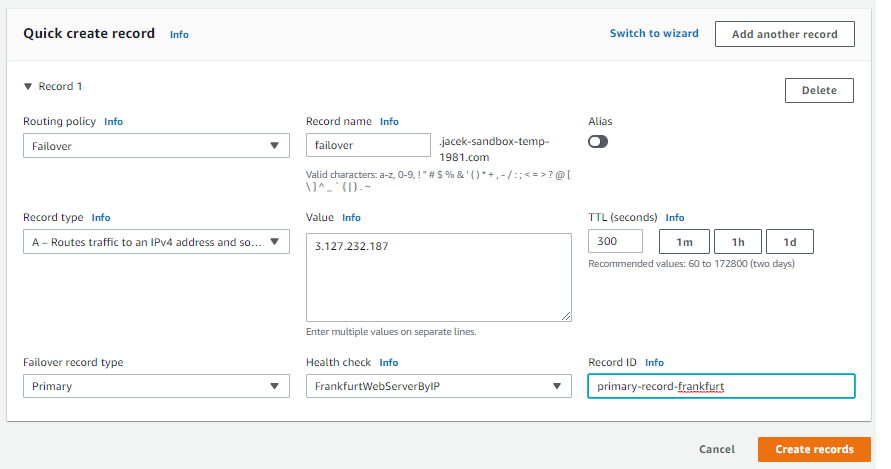 Quick create record Info Switch to wizard Add another record
Record 1 Delete
Routing policy Info Record name Info Alias
Failover failover .jacek-sandbox-temp-
1981.com
Valid characters: a-z, 0-9, ! " # $ % & ' ( ) * + , - / : ; < = > ? @ [
\ ] ^ _ ` { | } . ~
Record type Info Value Info TTL (seconds) Info
A – Routes traffic to an IPv4 address and so... 3.127.232.187 300 1m 1h 1d
Recommended values: 60 to 172800 (two days)
Enter multiple values on separate lines.
Failover record type Health check Info Record ID Info
Primary FrankfurtWebServerByIP primary-record-frankfurt
Cancel Create records